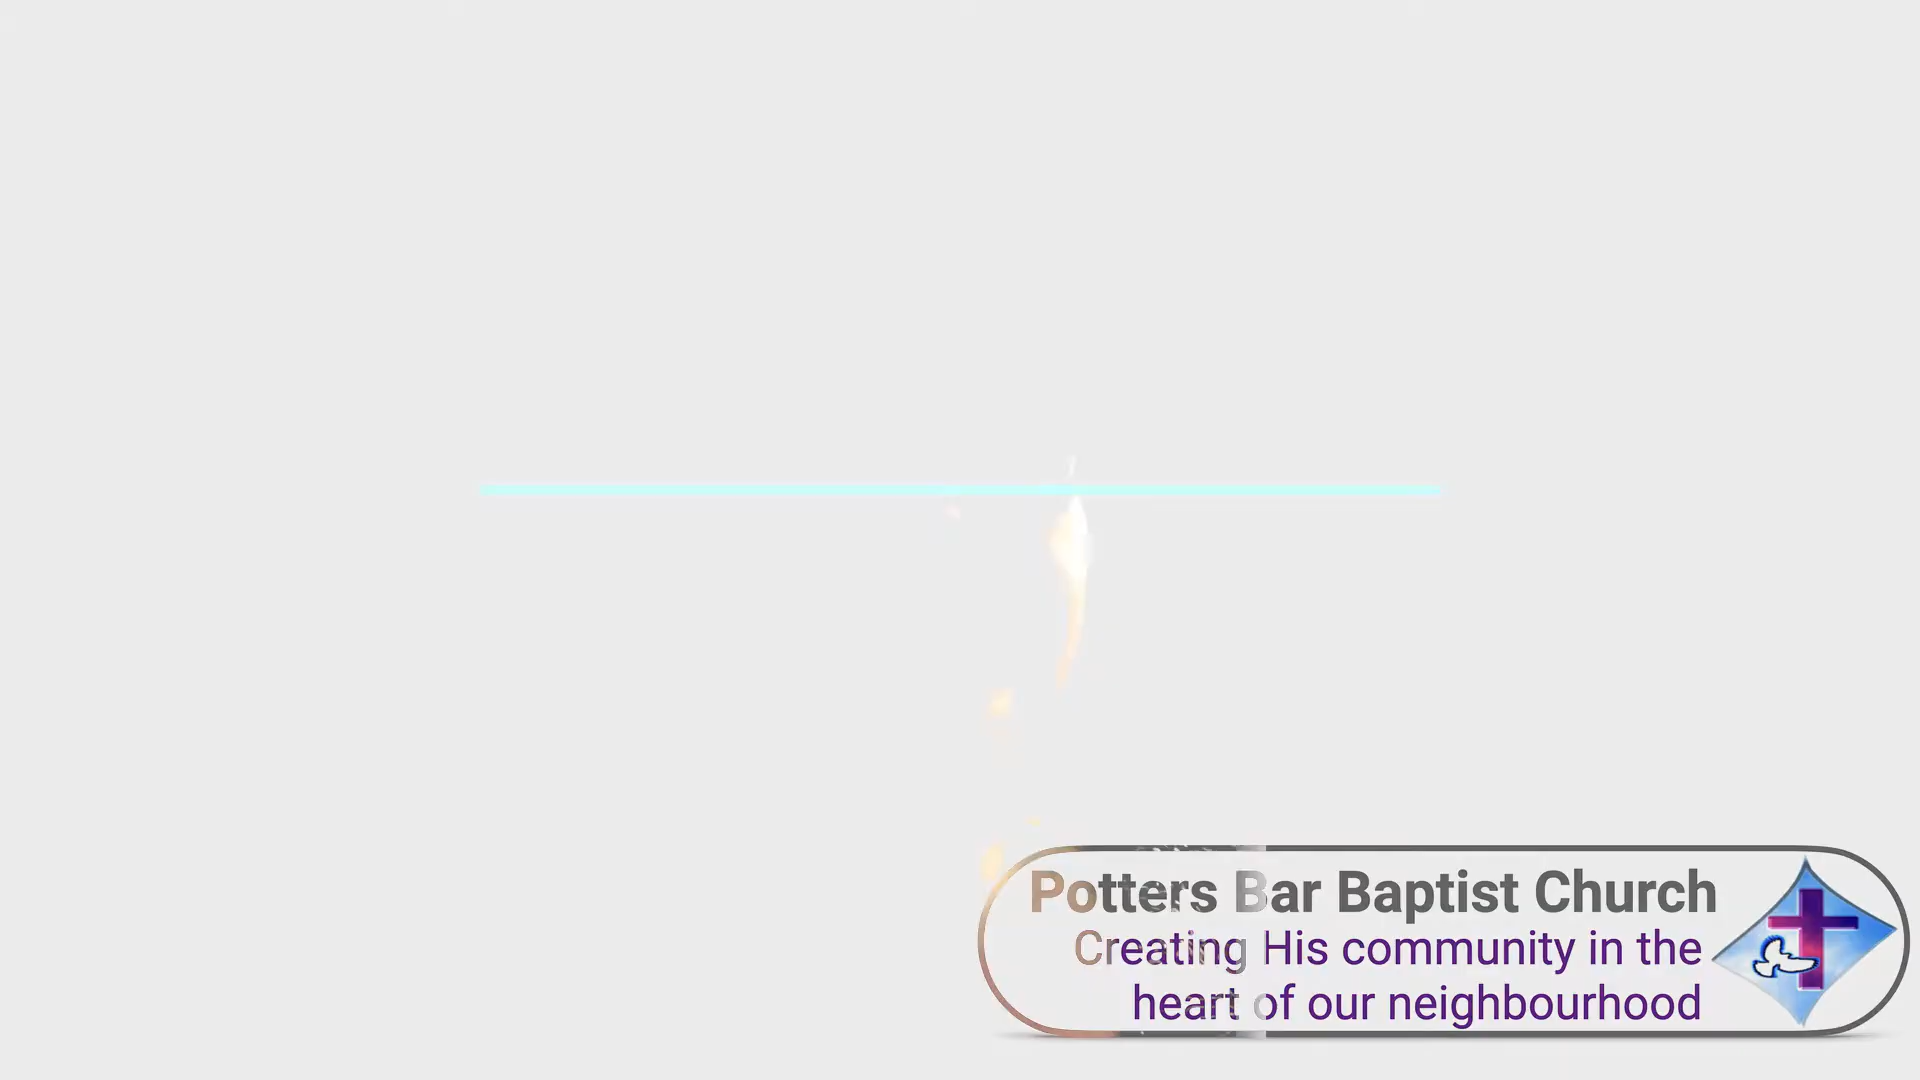 Potters Bar Baptist Church
Creating His community in the
heart of our neighbourhood